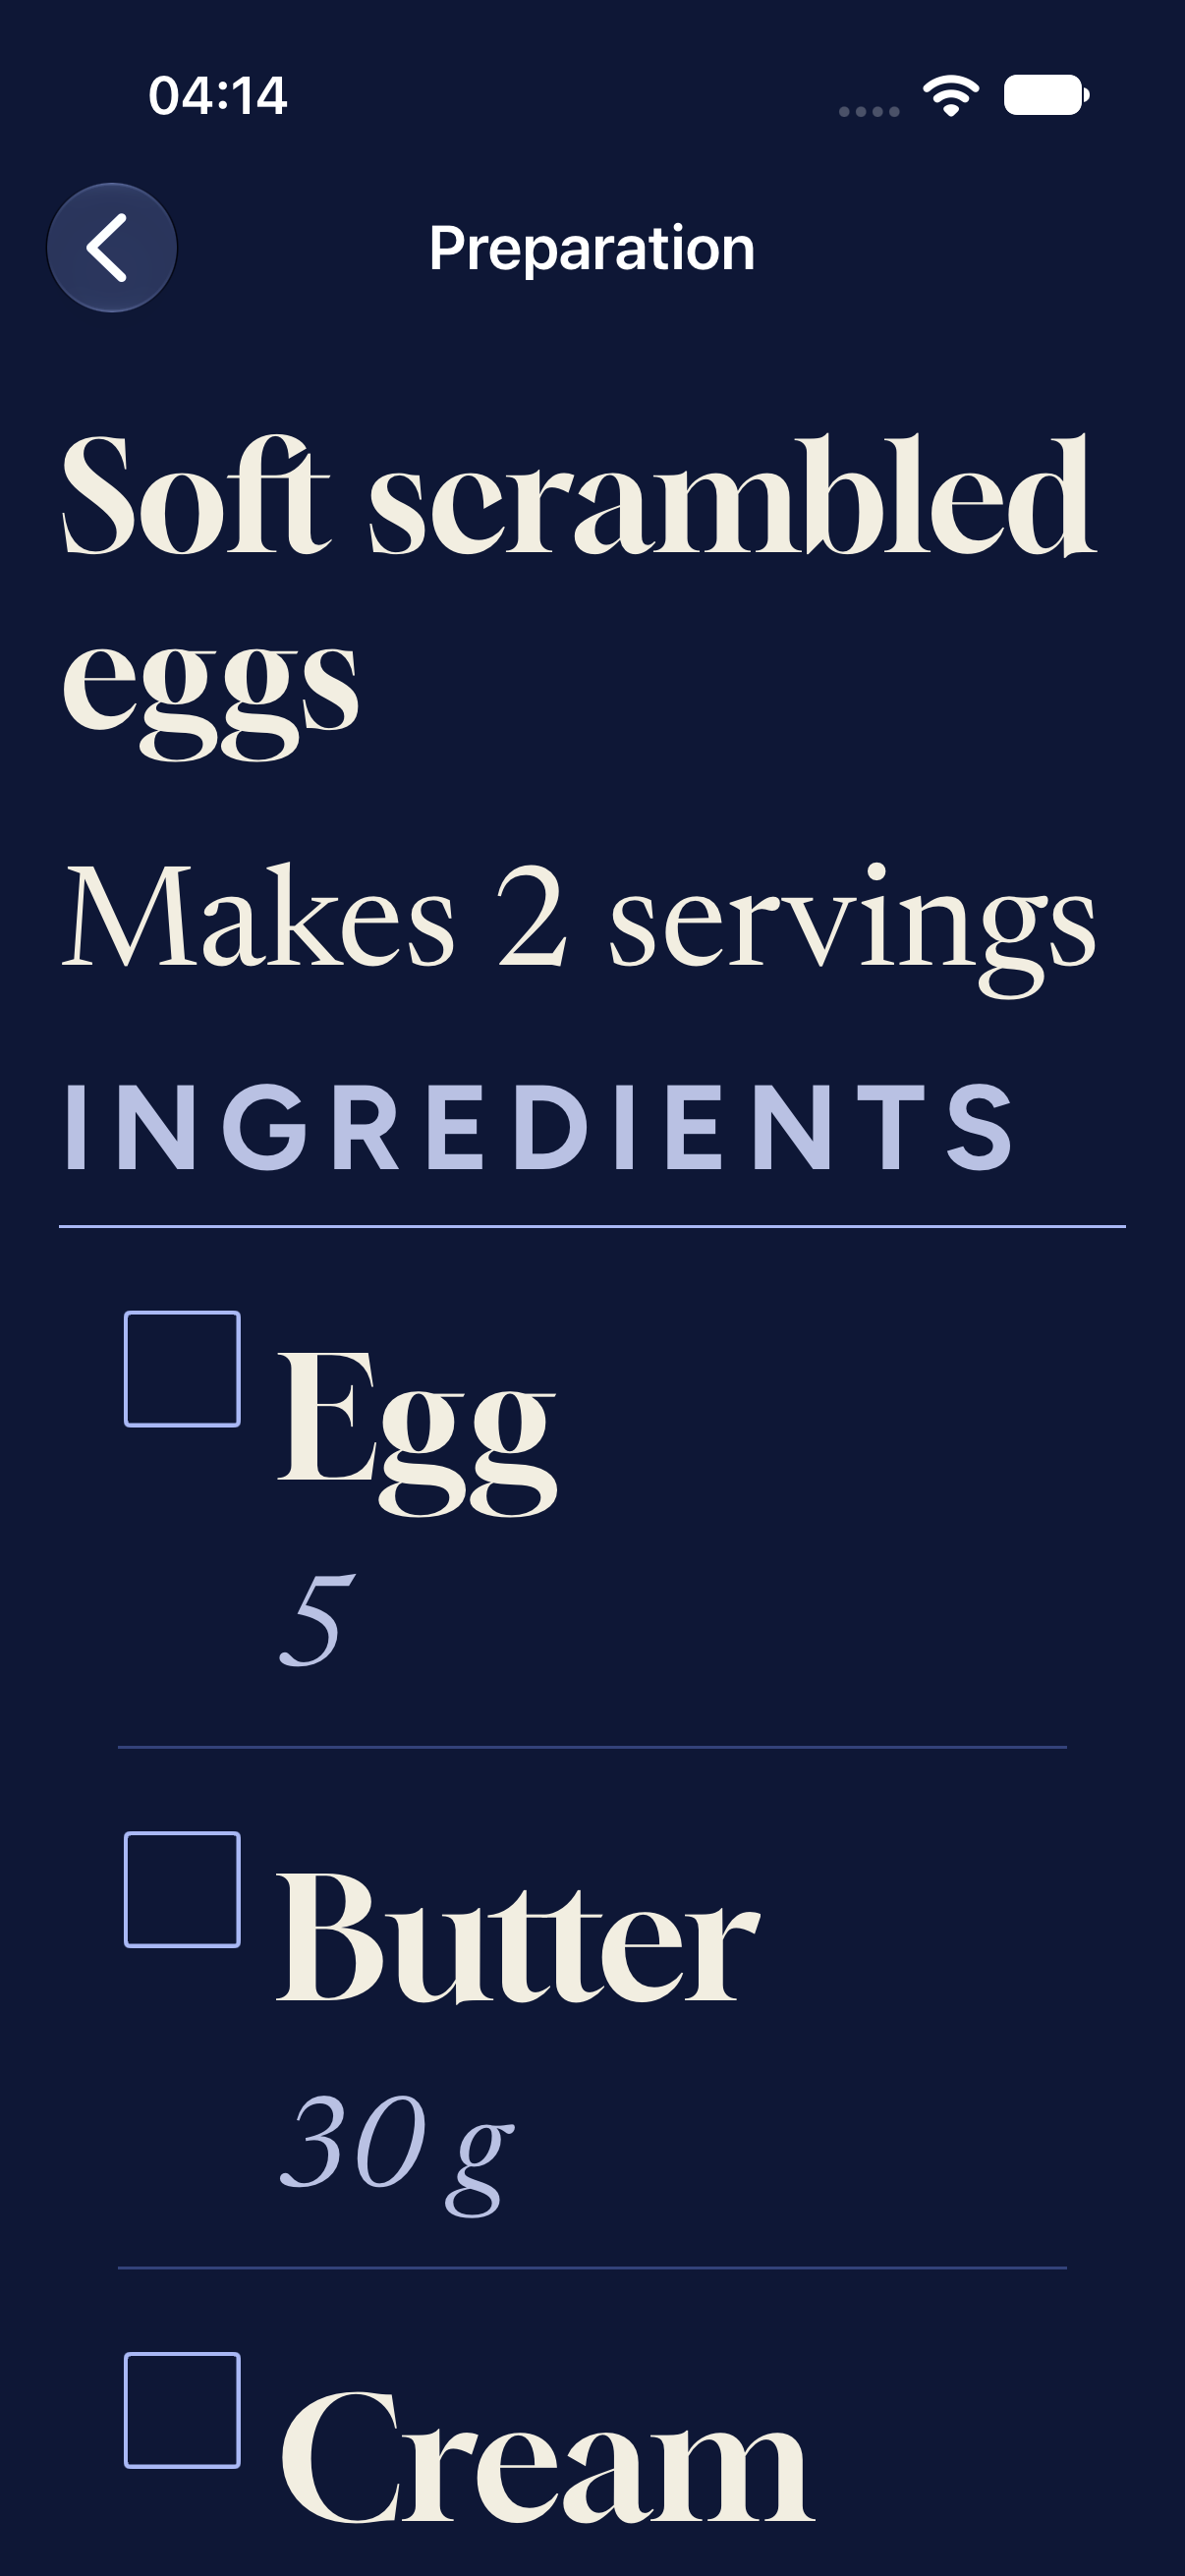 04:14
Preparation
Soft scrambled
eggs
Makes 2 servings
INGREDIENTS
Egg
5
Butter
30 g
Cream